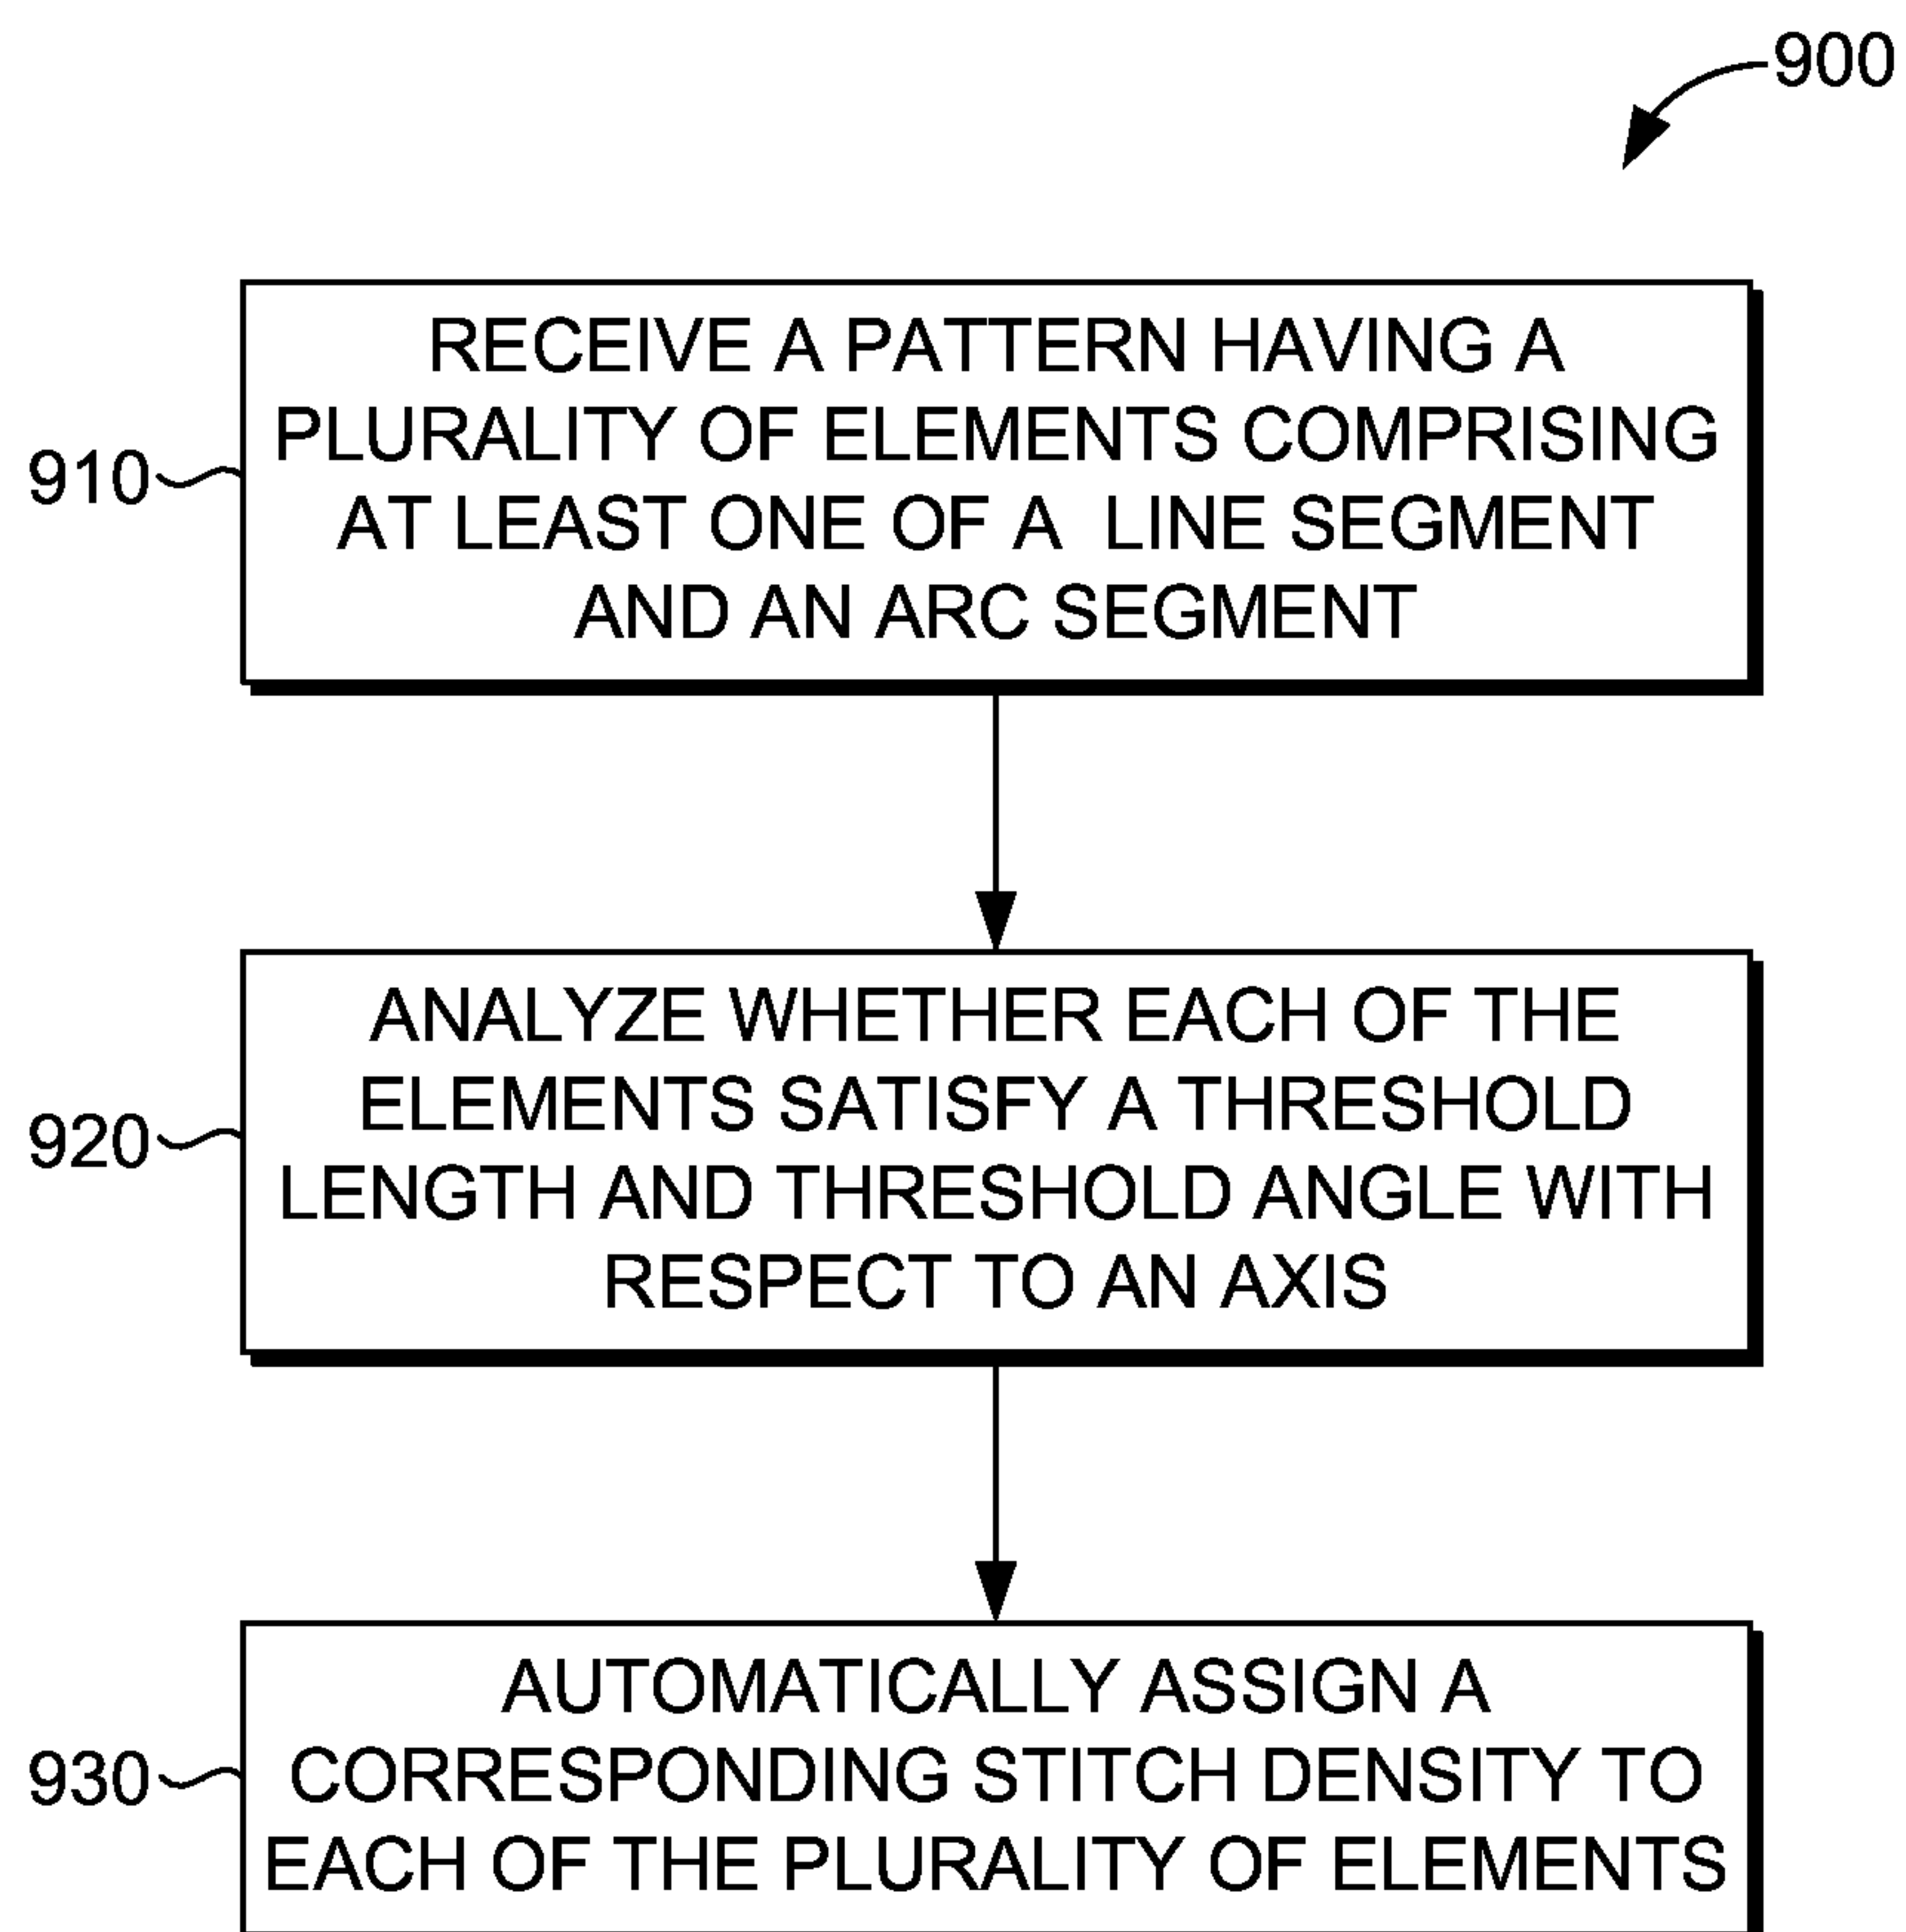 900
RECEIVE A PATTERN HAVING A
PLURALITY OF ELEMENTS COMPRISING
AT LEAST ONE OF A LINE SEGMENT
AND AN ARC SEGMENT
910
ANALYZE WHETHER EACH OF THE
ELEMENTS SATISFY A THRESHOLD
LENGTH AND THRESHOLD ANGLE WITH
RESPECT TO AN AXIS
920
AUTOMATICALLY ASSIGN A
CORRESPONDING STITCH DENSITY TO
EACH OF THE PLURALITY OF ELEMENTS
930